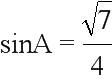 sinA = √7/4